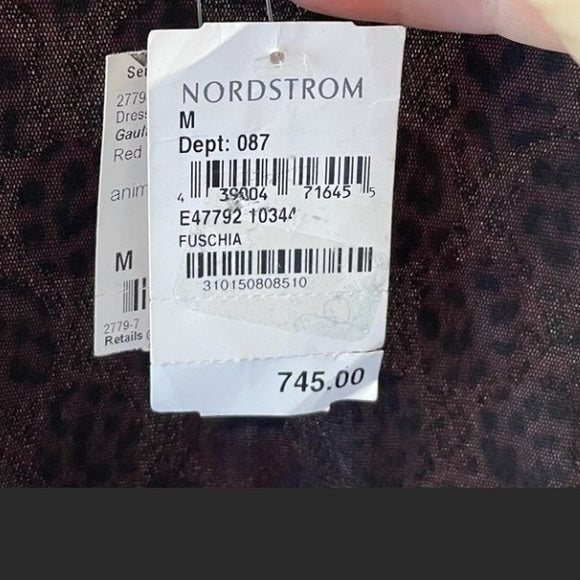 NORDSTROM
M
Dept: 087
4 39004 71645 5
E47792 10344
FUSCHIA
310150808510
745.00
2779
Red
anim
M
2779-7
Retails